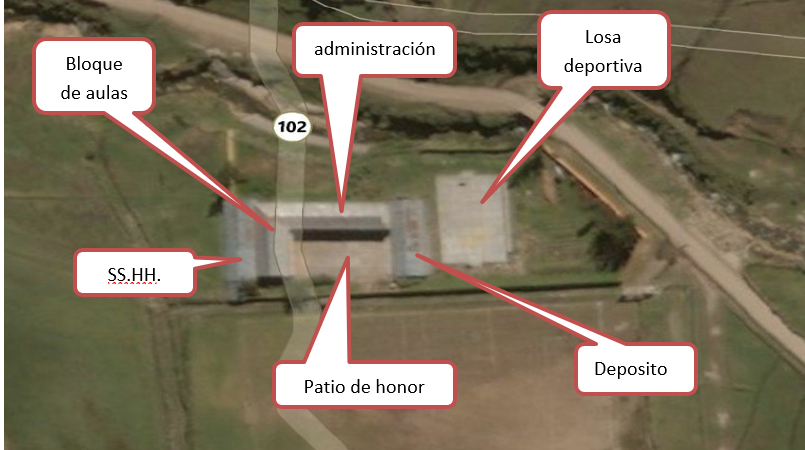 Bloque
de aulas
administración
Losa
deportiva
102
SS.HH.
Patio de honor
Deposito